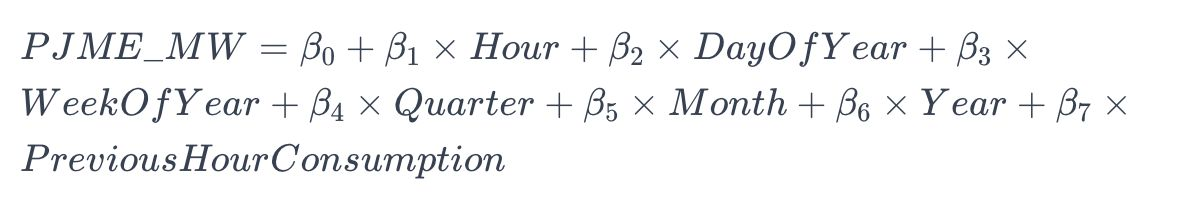 PJME_MW = β₀ + β₁ × Hour + β₂ × DayOfYear + β₃ ×
WeekOfYear + β₄ × Quarter + β₅ × Month + β₆ × Year + β₇ ×
PreviousHourConsumption